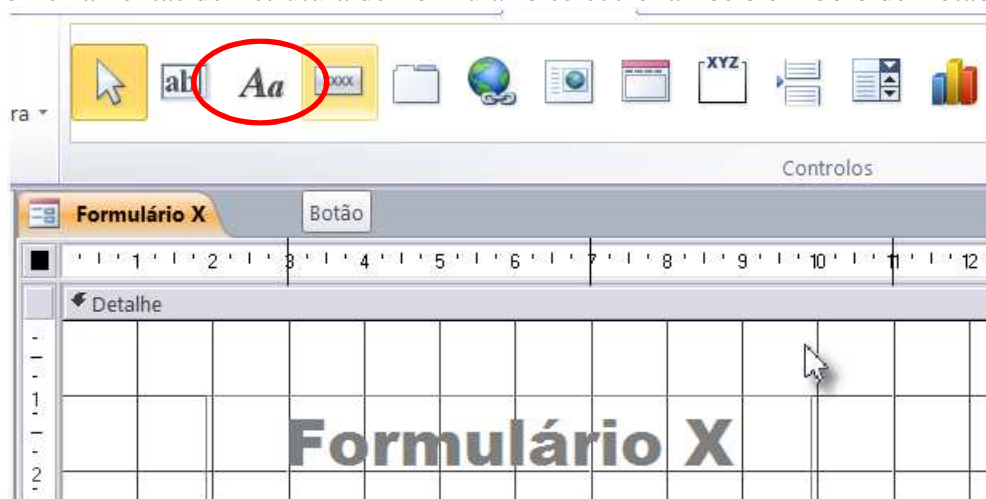 ra
ab
Aa
xxxx
XYZ
Controlos
Formulário X
Botão
1 2 3 4 5 6 7 8 9 10 11 12
Detalhe
1
Formulário X
2